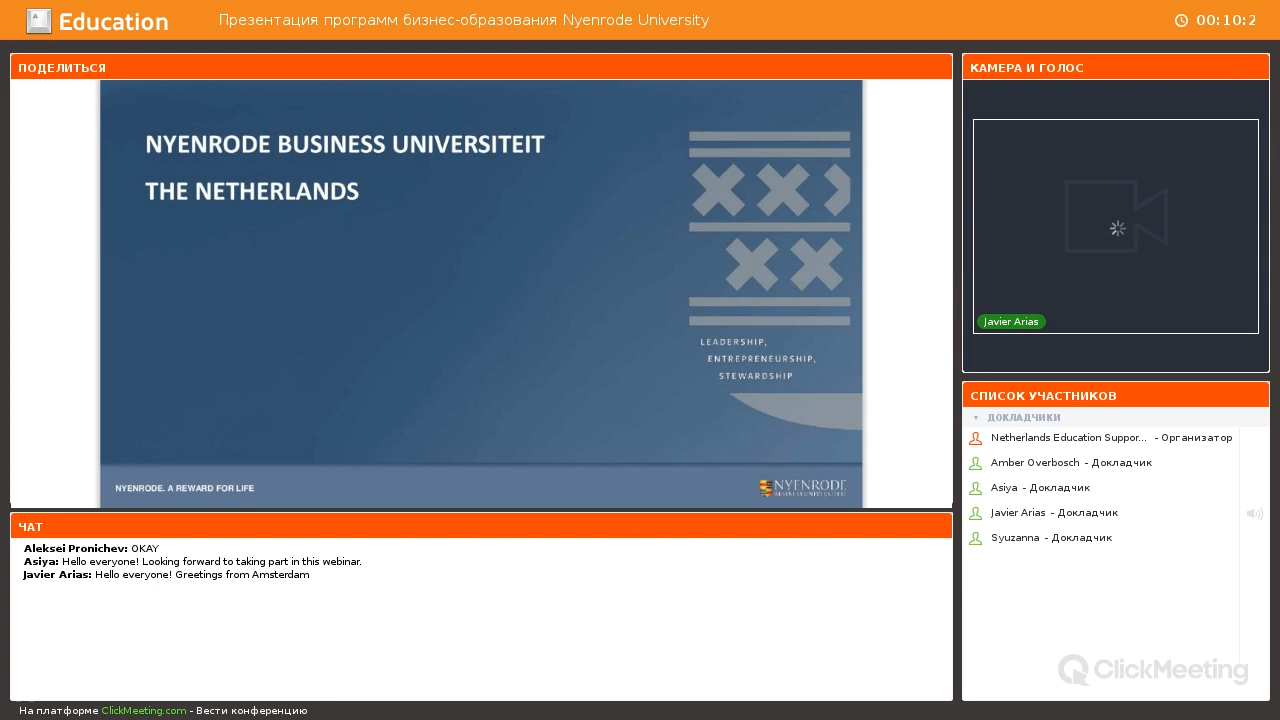 A
Education
Презентация программ бизнес-образования Nyenrode University
00:10:2
ПОДЕЛИТЬСЯ
NYENRODE BUSINESS UNIVERSITEIT
THE NETHERLANDS
LEADERSHIP,
ENTREPRENEURSHIP,
STEWARDSHIP
NYENRODE. A REWARD FOR LIFE
NYENRODE
КАМЕРА И ГОЛОС
Javier Arias
СПИСОК УЧАСТНИКОВ
ДОКЛАДЧИКИ
Netherlands Education Suppor... - Организатор
Amber Overbosch - Докладчик
Asiya - Докладчик
Javier Arias - Докладчик
Syuzanna - Докладчик
ClickMeeting
ЧАТ
Aleksei Pronichev: OKAY
Asiya: Hello everyone! Looking forward to taking part in this webinar.
Javier Arias: Hello everyone! Greetings from Amsterdam
На платформе ClickMeeting.com - Вести конференцию